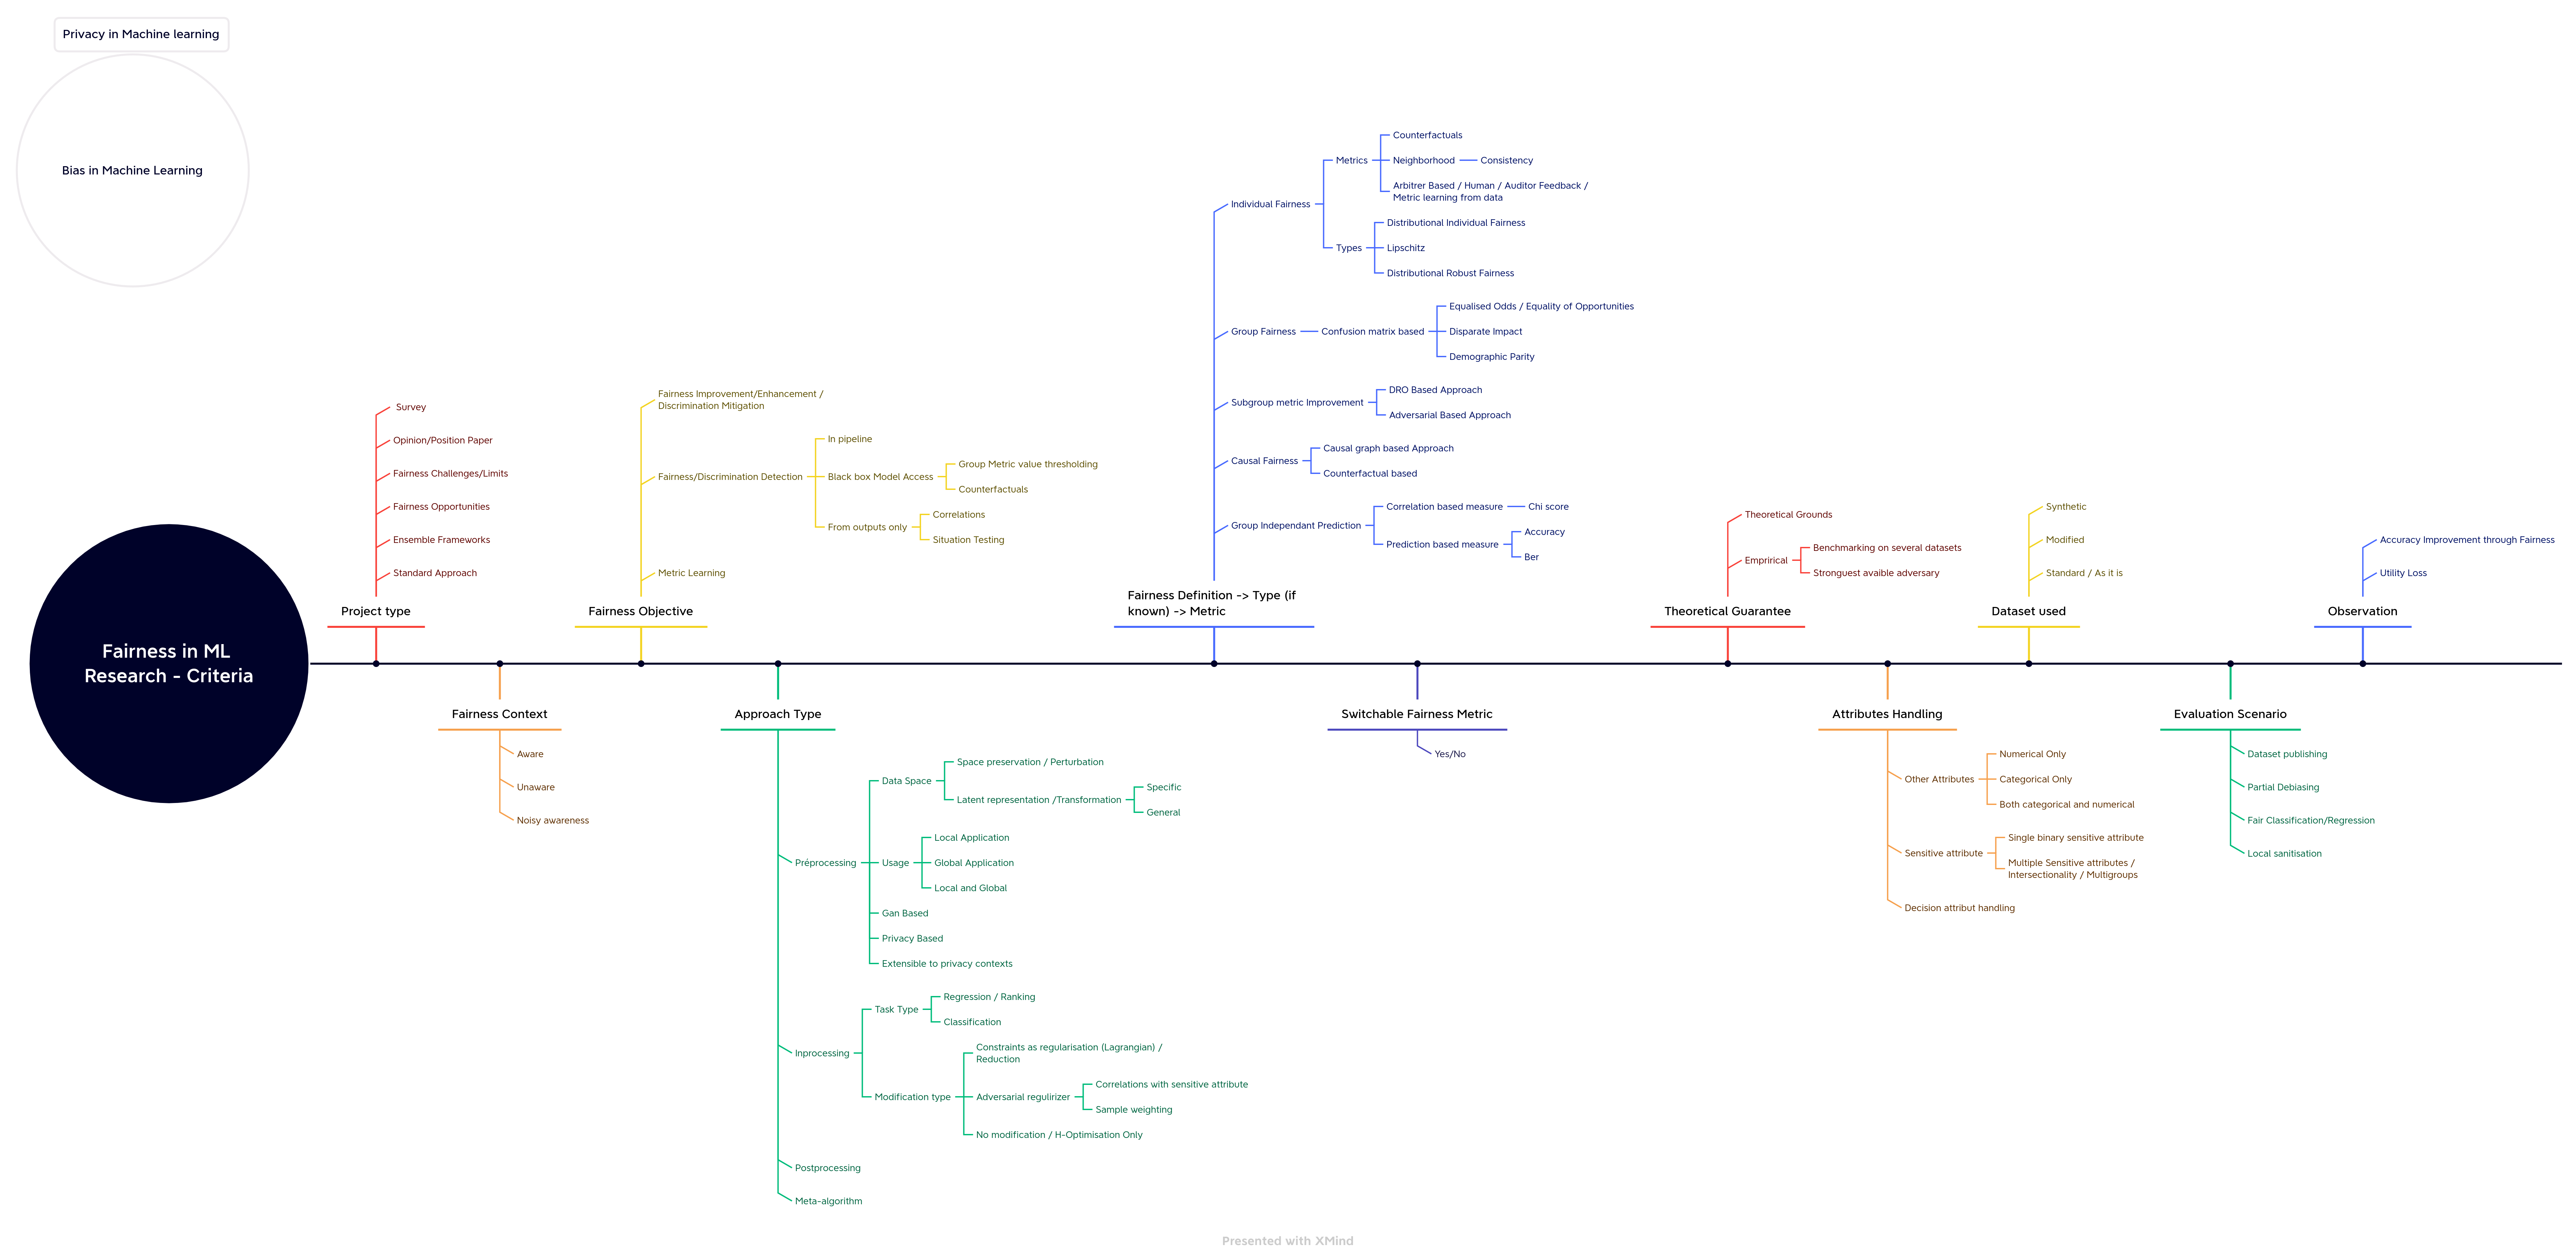 Privacy in Machine learning
Bias in Machine Learning
Fairness in ML
Research - Criteria
Project type
Survey
Opinion/Position Paper
Fairness Challenges/Limits
Fairness Opportunities
Ensemble Frameworks
Standard Approach
Fairness Context
Aware
Unaware
Noisy awareness
Fairness Objective
Fairness Improvement/Enhancement /
Discrimination Mitigation
Fairness/Discrimination Detection
In pipeline
Black box Model Access
Group Metric value thresholding
Counterfactuals
From outputs only
Correlations
Situation Testing
Metric Learning
Approach Type
Préprocessing
Data Space
Space preservation / Perturbation
Latent representation /Transformation
Specific
General
Usage
Local Application
Global Application
Local and Global
Gan Based
Privacy Based
Extensible to privacy contexts
Inprocessing
Task Type
Regression / Ranking
Classification
Modification type
Constraints as regularisation (Lagrangian) /
Reduction
Adversarial regulirizer
Correlations with sensitive attribute
Sample weighting
No modification / H-Optimisation Only
Postprocessing
Meta-algorithm
Fairness Definition -> Type (if
known) -> Metric
Individual Fairness
Metrics
Counterfactuals
Neighborhood
Consistency
Arbitrer Based / Human / Auditor Feedback /
Metric learning from data
Types
Distributional Individual Fairness
Lipschitz
Distributional Robust Fairness
Group Fairness
Confusion matrix based
Equalised Odds / Equality of Opportunities
Disparate Impact
Demographic Parity
Subgroup metric Improvement
DRO Based Approach
Adversarial Based Approach
Causal Fairness
Causal graph based Approach
Counterfactual based
Group Independant Prediction
Correlation based measure
Chi score
Prediction based measure
Accuracy
Ber
Switchable Fairness Metric
Yes/No
Theoretical Guarantee
Theoretical Grounds
Emprirical
Benchmarking on several datasets
Stronguest avaible adversary
Attributes Handling
Other Attributes
Numerical Only
Categorical Only
Both categorical and numerical
Sensitive attribute
Single binary sensitive attribute
Multiple Sensitive attributes /
Intersectionality / Multigroups
Decision attribut handling
Dataset used
Synthetic
Modified
Standard / As it is
Evaluation Scenario
Dataset publishing
Partial Debiasing
Fair Classification/Regression
Local sanitisation
Observation
Accuracy Improvement through Fairness
Utility Loss
Presented with XMind